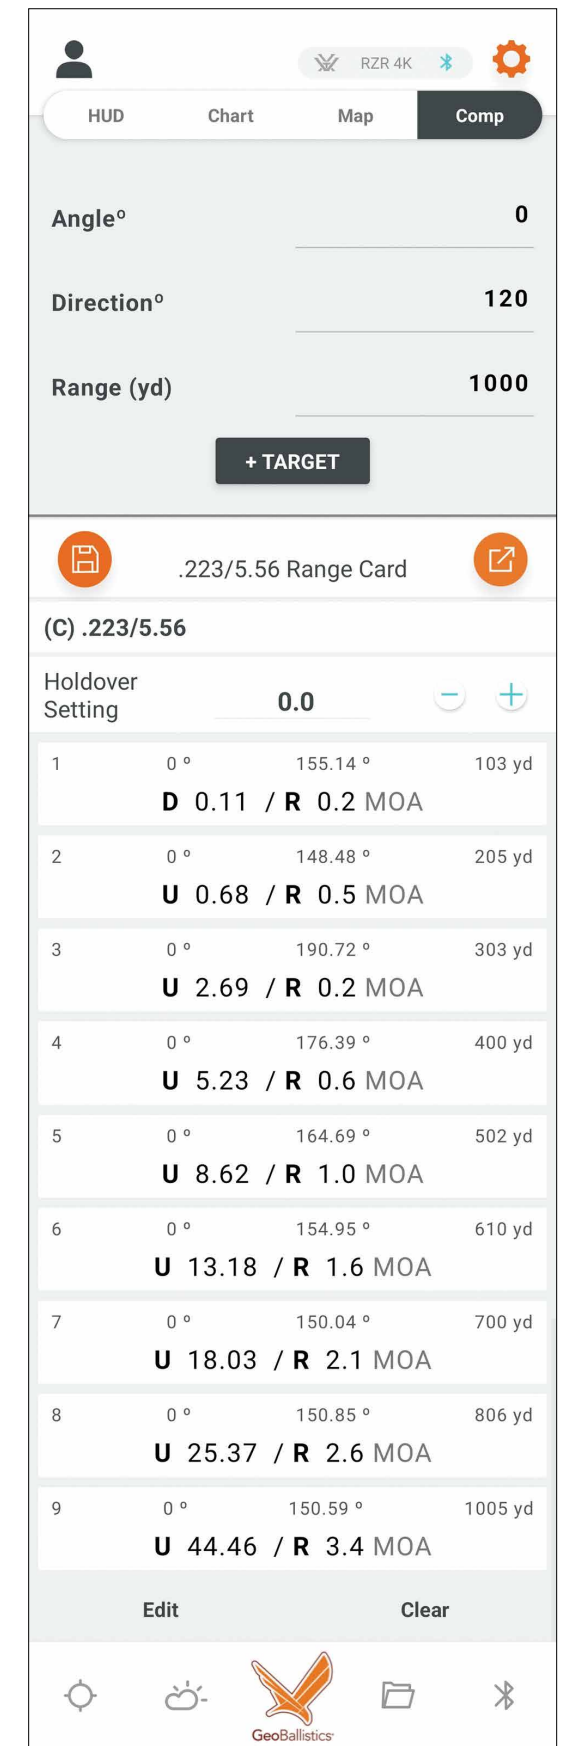 RZR 4K
HUD Chart Map Comp
Angleº 0
Directionº 120
Range (yd) 1000
+ TARGET
.223/5.56 Range Card
(C) .223/5.56
Holdover
Setting
0.0 − +
1 0 º 155.14 º 103 yd
D 0.11 / R 0.2 MOA
2 0 º 148.48 º 205 yd
U 0.68 / R 0.5 MOA
3 0 º 190.72 º 303 yd
U 2.69 / R 0.2 MOA
4 0 º 176.39 º 400 yd
U 5.23 / R 0.6 MOA
5 0 º 164.69 º 502 yd
U 8.62 / R 1.0 MOA
6 0 º 154.95 º 610 yd
U 13.18 / R 1.6 MOA
7 0 º 150.04 º 700 yd
U 18.03 / R 2.1 MOA
8 0 º 150.85 º 806 yd
U 25.37 / R 2.6 MOA
9 0 º 150.59 º 1005 yd
U 44.46 / R 3.4 MOA
Edit Clear
GeoBallistics